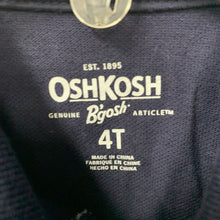 EST. 1895
OSHKOSH
GENUINE B'gosh ARTICLE™
4T
MADE IN CHINA
FABRIQUÉ EN CHINE
HECHO EN CHINA